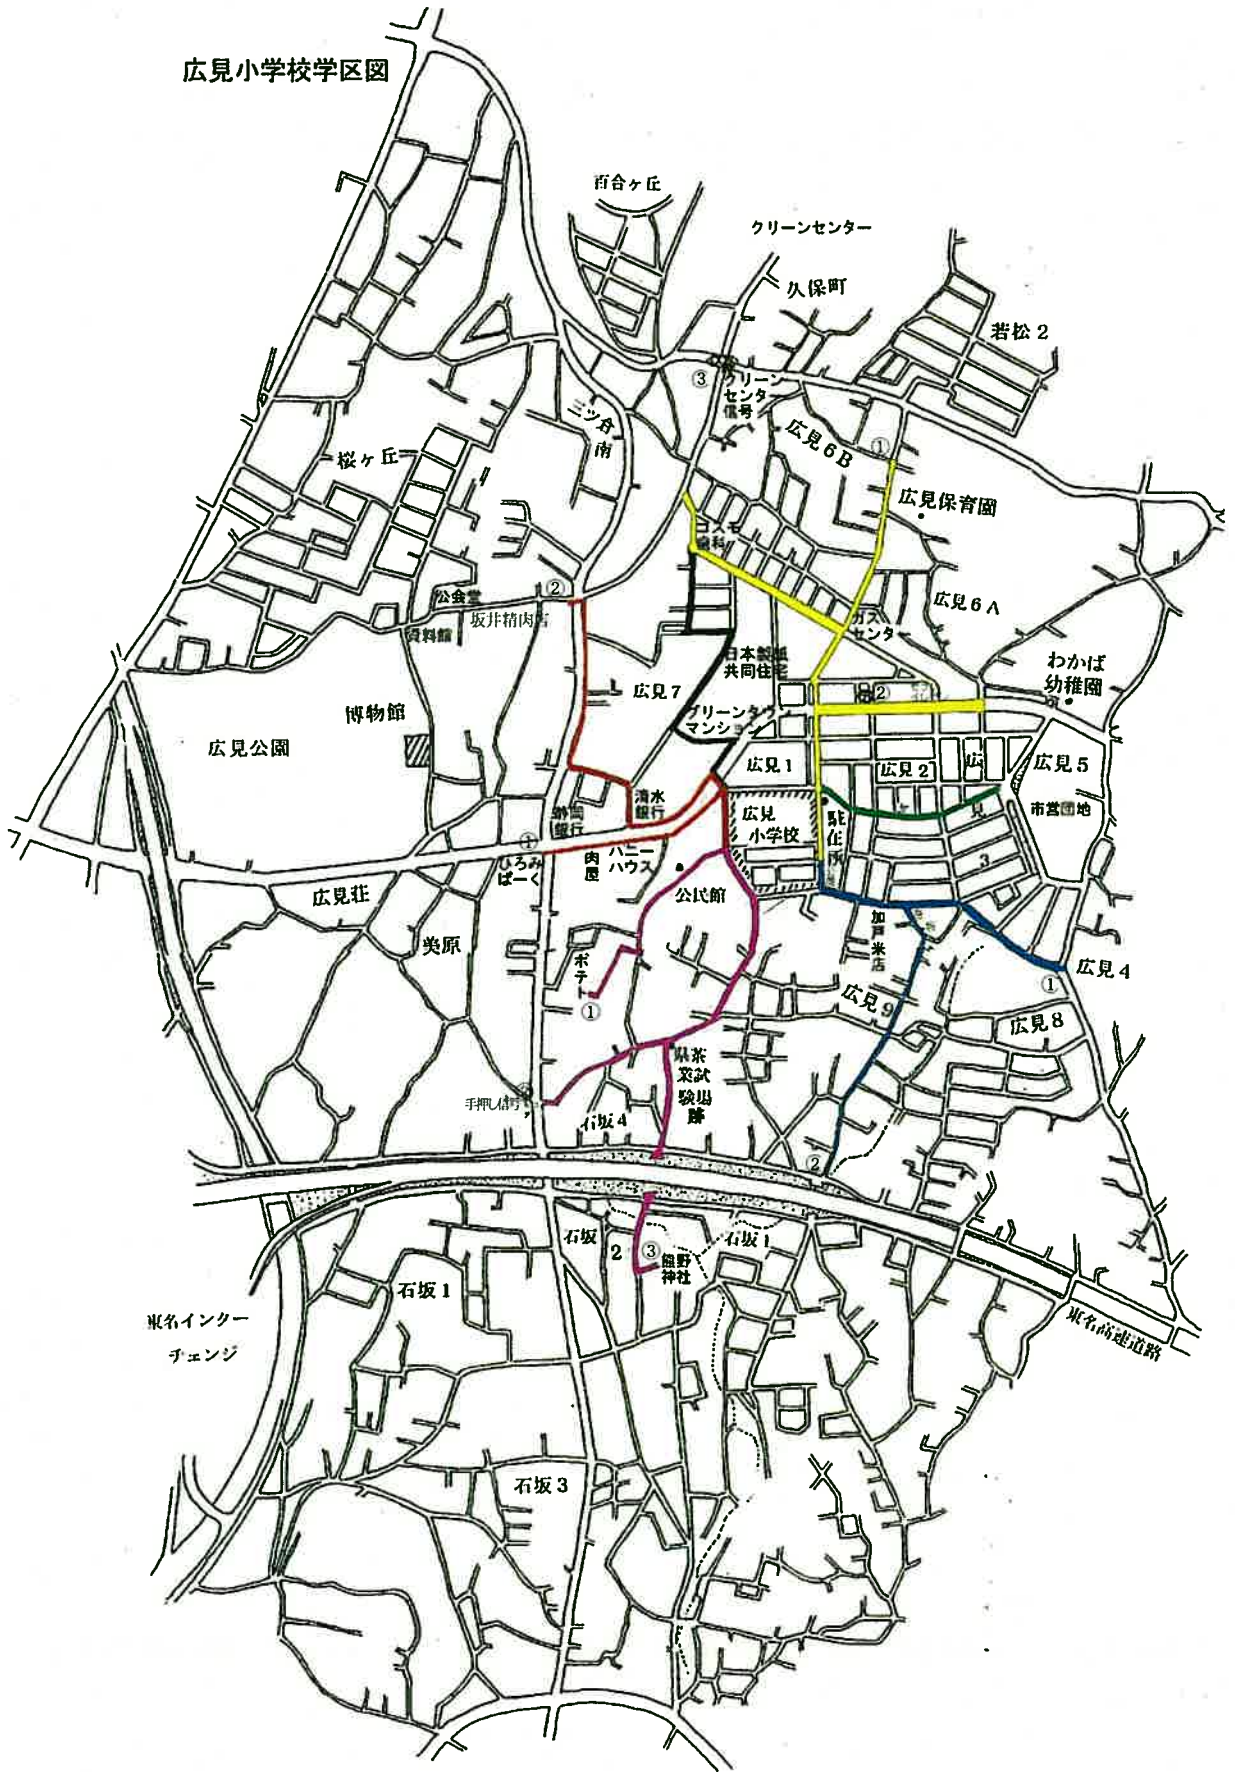 広見小学校学区図
百合ヶ丘
クリーンセンター
久保町
若松2
③
クリーン
センター
信号
三ツ倉
南
広見6B
①
桜ヶ丘
広見保育園
コスモ
歯科
②
公会堂
坂井精肉店
資料館
広見6A
ガス
センタ
日本製紙
共同住宅
わかば
幼稚園
広見7
②
博物館
グリーンタウン
マンション
広見公園
広見1
広見2
広
見
3
広見5
市営団地
清水
銀行
静岡
銀行
広見
小学校
駐在所
①
ひろみ
ぱーく
肉屋
ハニー
ハウス
広見荘
公民館
美原
加戸米店
ポテト
①
広見4
①
広見9
広見8
県茶
業試
験場
跡
手押し信号
石坂4
②
石坂
2
③
熊野
神社
石坂1
石坂1
東名インター
チェンジ
東名高速道路
石坂3